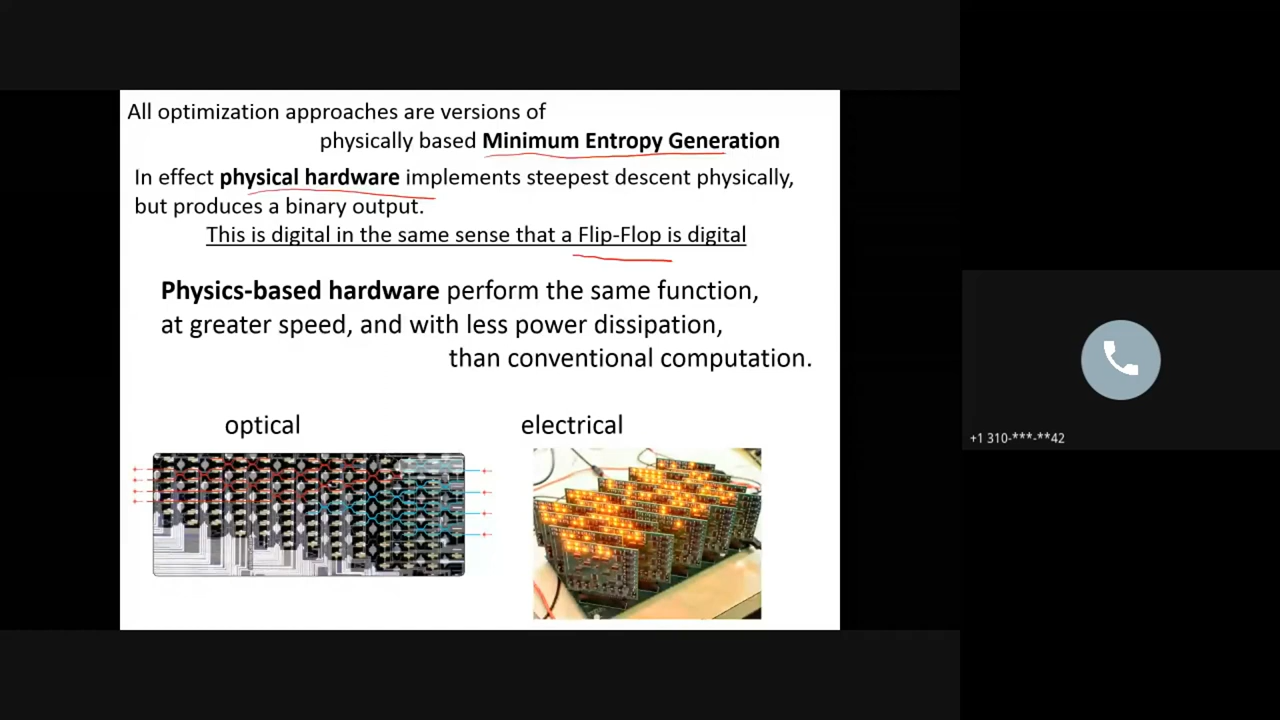 All optimization approaches are versions of
physically based Minimum Entropy Generation
In effect physical hardware implements steepest descent physically,
but produces a binary output.
This is digital in the same sense that a Flip-Flop is digital
Physics-based hardware perform the same function,
at greater speed, and with less power dissipation,
than conventional computation.
optical
electrical
+1 310-***-**42